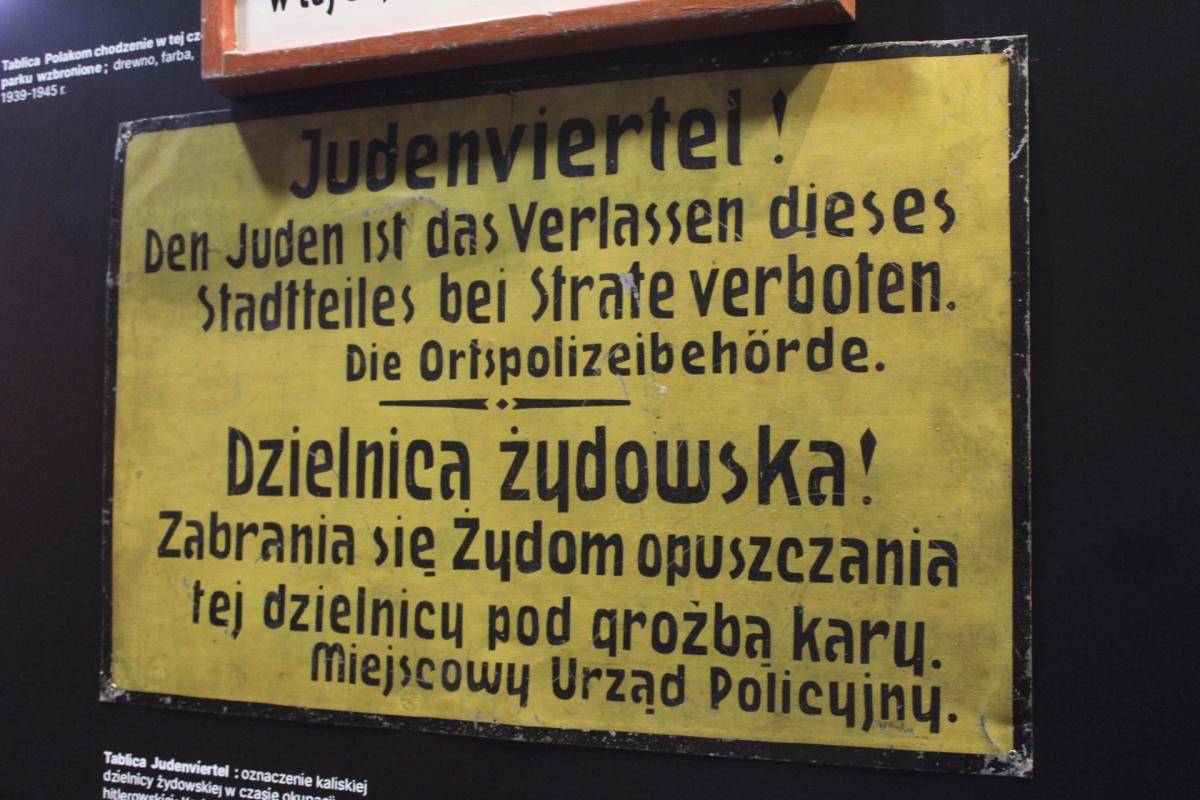 Tablica Polakom chodzenie w tej
parku wzbronione; drewno, farba,
1939-1945 r.
w tej
Judenviertel!
Den Juden ist das Verlassen dieses
Stadtteiles bei Strafe verboten.
Die Ortspolizeibehörde.
Dzielnica żydowska!
Zabrania się Żydom opuszczania
tej dzielnicy pod groźbą kary.
Miejscowy Urząd Policyjny.
Tablica Judenviertel : oznaczenie kaliskiej
dzielnicy żydowskiej w czasie